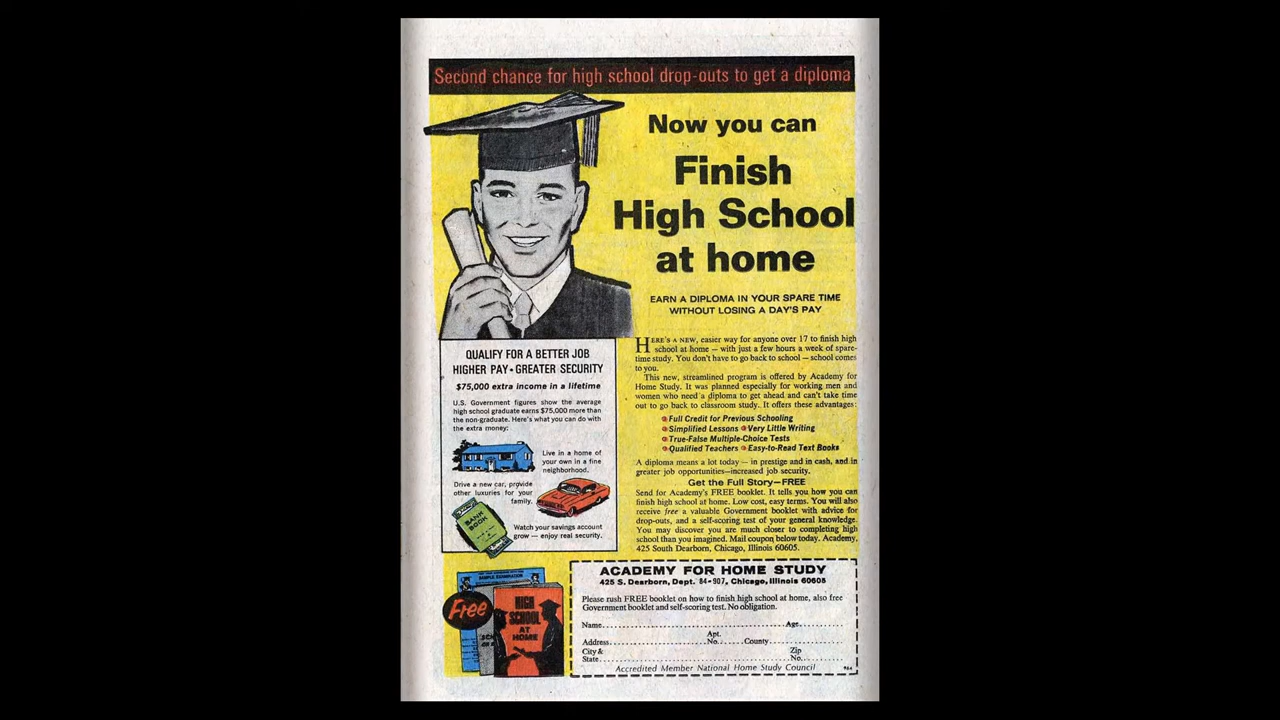 Second chance for high school drop-outs to get a diploma
Now you can
Finish
High School
at home
EARN A DIPLOMA IN YOUR SPARE TIME
WITHOUT LOSING A DAY'S PAY
QUALIFY FOR A BETTER JOB
HIGHER PAY • GREATER SECURITY
$75,000 extra income in a lifetime
U.S. Government figures show the average
high school graduate earns $75,000 more than
the non-graduate. Here's what you can do with
the extra money:
Live in a home of
your own in a fine
neighborhood.
Drive a new car, provide
other luxuries for your
family.
BANK
BOOK
Watch your savings account
grow — enjoy real security.
HERE'S A NEW, easier way for anyone over 17 to finish high
school at home — with just a few hours a week of spare-
time study. You don't have to go back to school — school comes
to you.
This new, streamlined program is offered by Academy for
Home Study. It was planned especially for working men and
women who need a diploma to get ahead and can't take time
out to go back to classroom study. It offers these advantages:
Full Credit for Previous Schooling
Simplified Lessons • Very Little Writing
True-False Multiple-Choice Tests
Qualified Teachers • Easy-to-Read Text Books
A diploma means a lot today — in prestige and in cash, and in
greater job opportunities—increased job security.
Get the Full Story—FREE
Send for Academy's FREE booklet. It tells you how you can
finish high school at home. Low cost, easy terms. You will also
receive free a valuable Government booklet with advice for
drop-outs, and a self-scoring test of your general knowledge.
You may discover you are much closer to completing high
school than you imagined. Mail coupon below today. Academy,
425 South Dearborn, Chicago, Illinois 60605.
SAMPLE EXAMINATION
Free
HIGH
SCHOOL
AT
HOME
ACADEMY FOR HOME STUDY
425 S. Dearborn, Dept. 84-907, Chicago, Illinois 60605
Please rush FREE booklet on how to finish high school at home, also free
Government booklet and self-scoring test. No obligation.
Name Age
Address Apt. No. County
City & State Zip No.
Accredited Member National Home Study Council